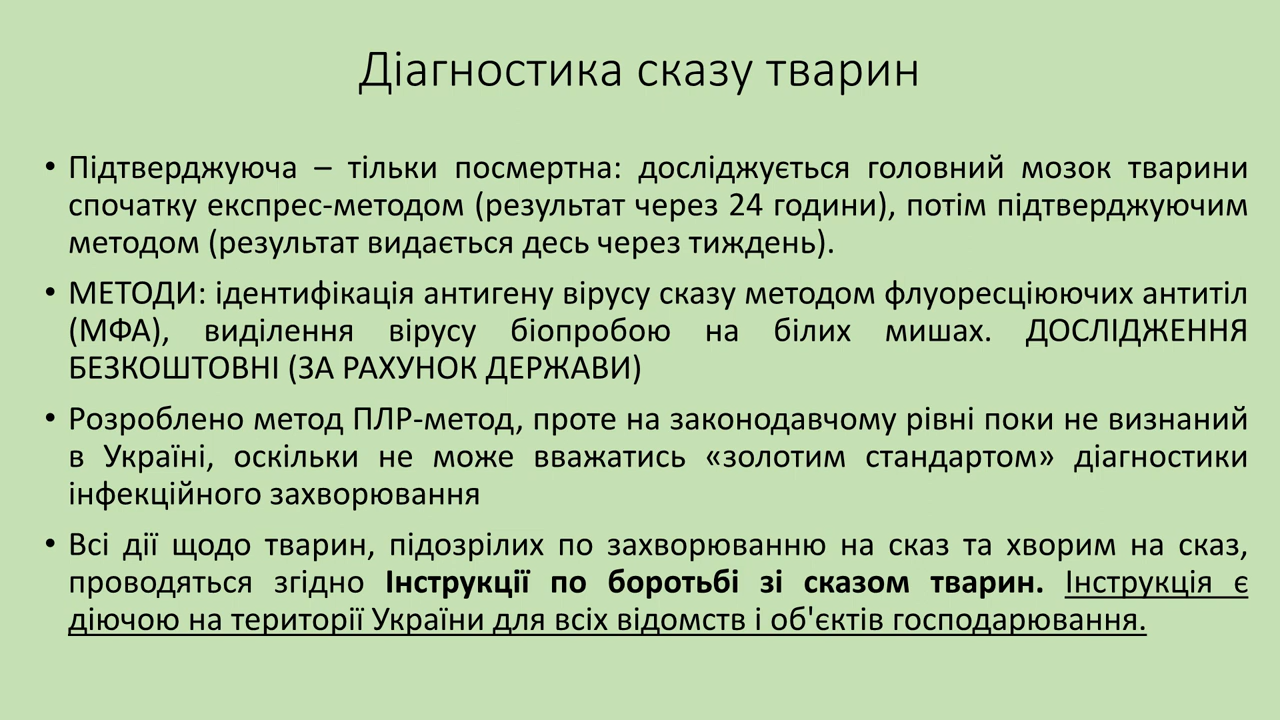 Діагностика сказу тварин
• Підтверджуюча – тільки посмертна: досліджується головний мозок тварини
спочатку експрес-методом (результат через 24 години), потім підтверджуючим
методом (результат видається десь через тиждень).
• МЕТОДИ: ідентифікація антигену вірусу сказу методом флуоресціюючих антитіл
(МФА), виділення вірусу біопробою на білих мишах. ДОСЛІДЖЕННЯ
БЕЗКОШТОВНІ (ЗА РАХУНОК ДЕРЖАВИ)
• Розроблено метод ПЛР-метод, проте на законодавчому рівні поки не визнаний
в Україні, оскільки не може вважатись «золотим стандартом» діагностики
інфекційного захворювання
• Всі дії щодо тварин, підозрілих по захворюванню на сказ та хворим на сказ,
проводяться згідно Інструкції по боротьбі зі сказом тварин. Інструкція є
діючою на території України для всіх відомств і об'єктів господарювання.